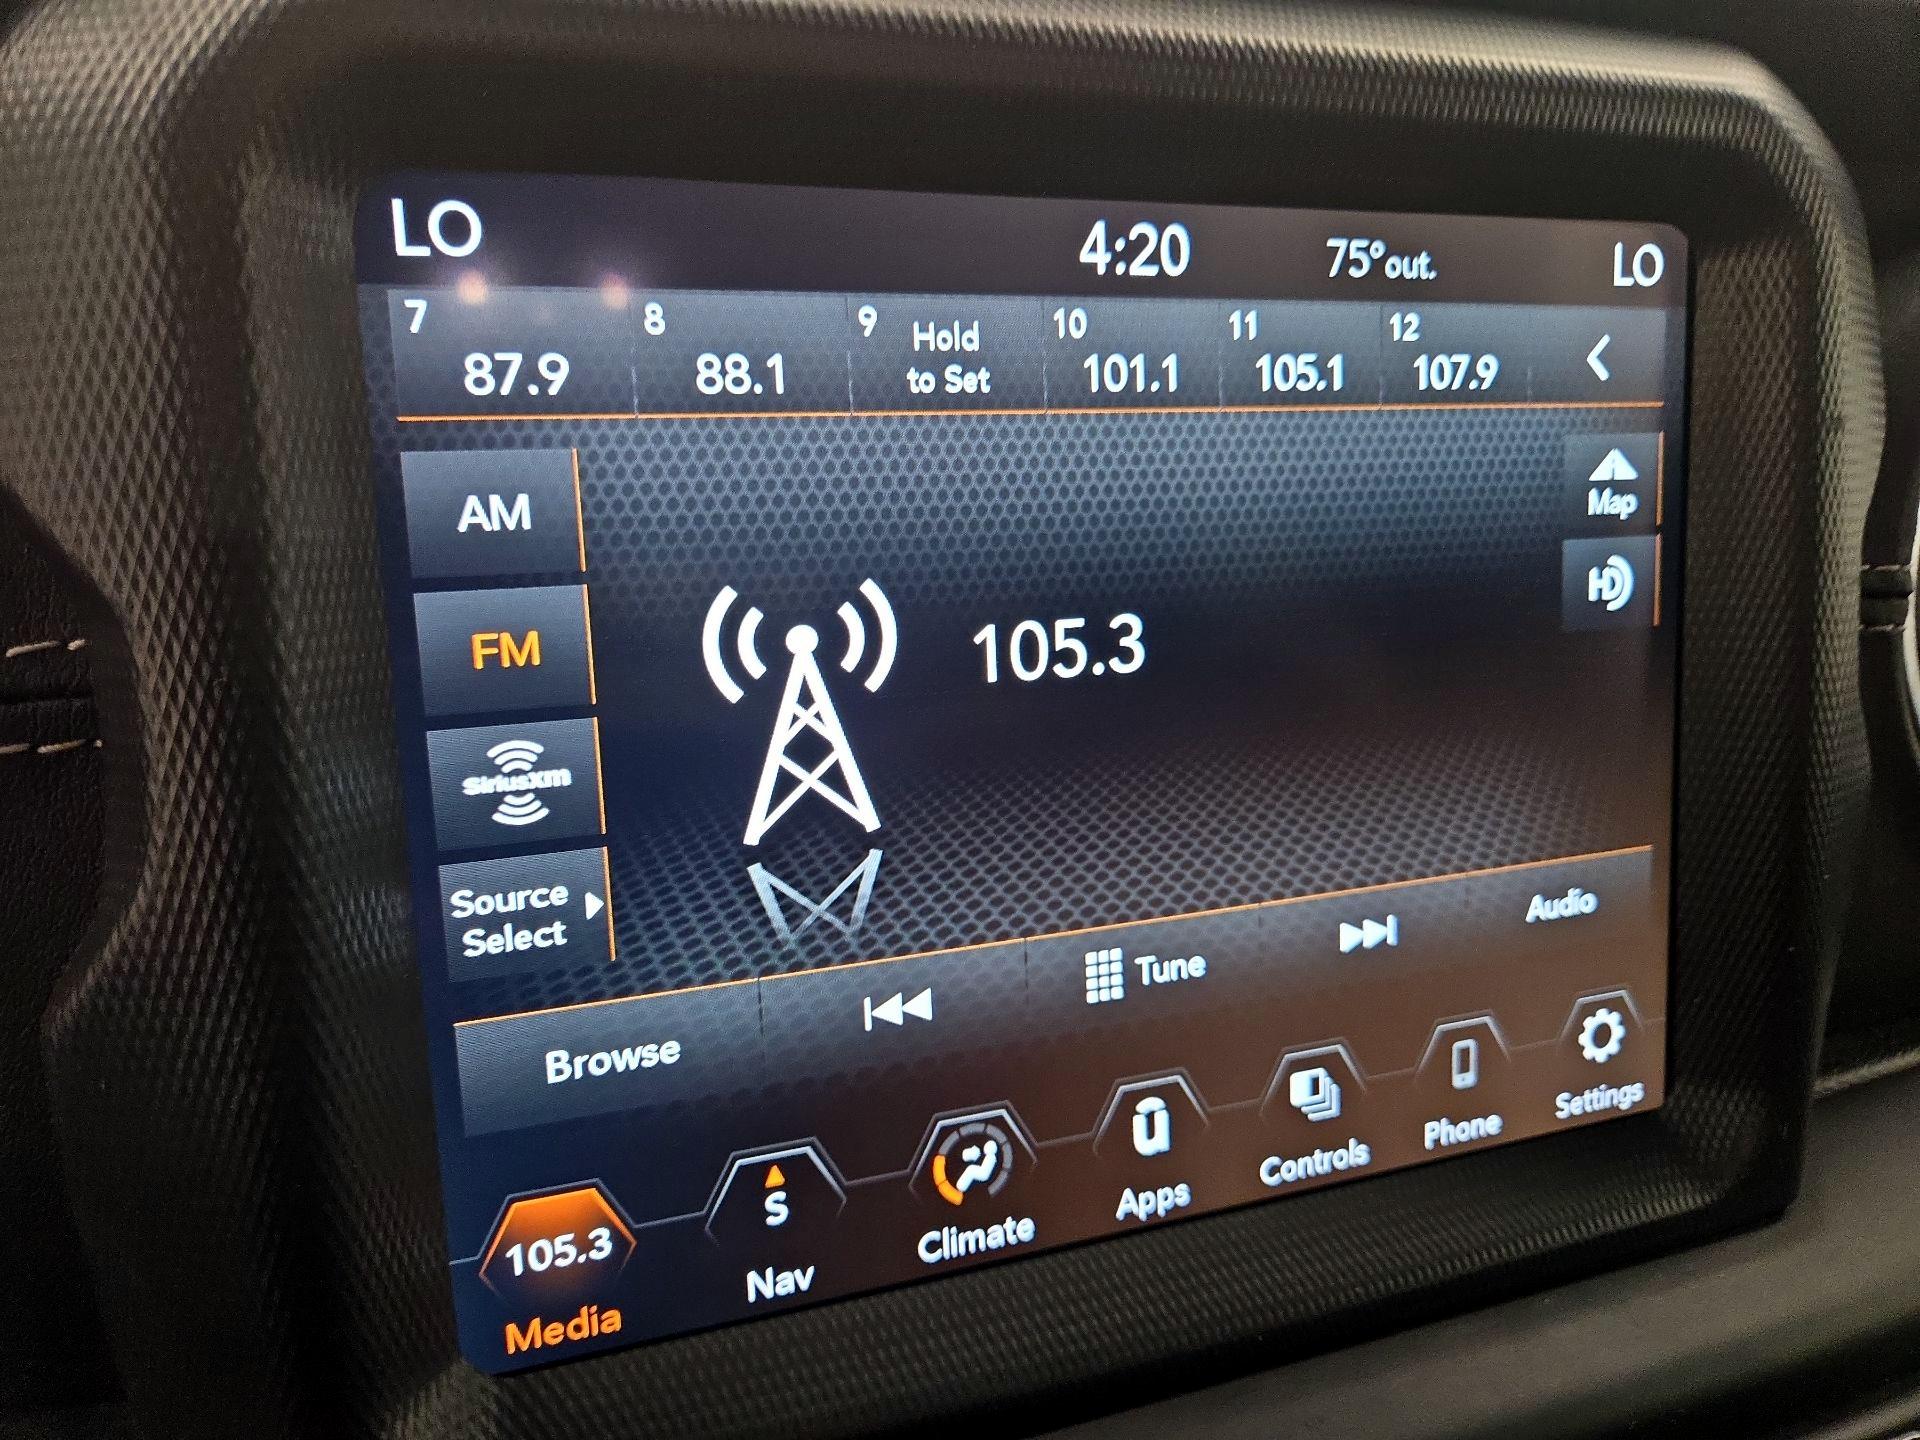 LO 4:20 75°out. LO
7 8 9 Hold 10 11 12
87.9 88.1 to Set 101.1 105.1 107.9
AM
Map
HD
FM
105.3
SiriusXM
Source
Select
Browse Tune Audio
105.3 S
Media Nav Climate Apps Controls Phone Settings